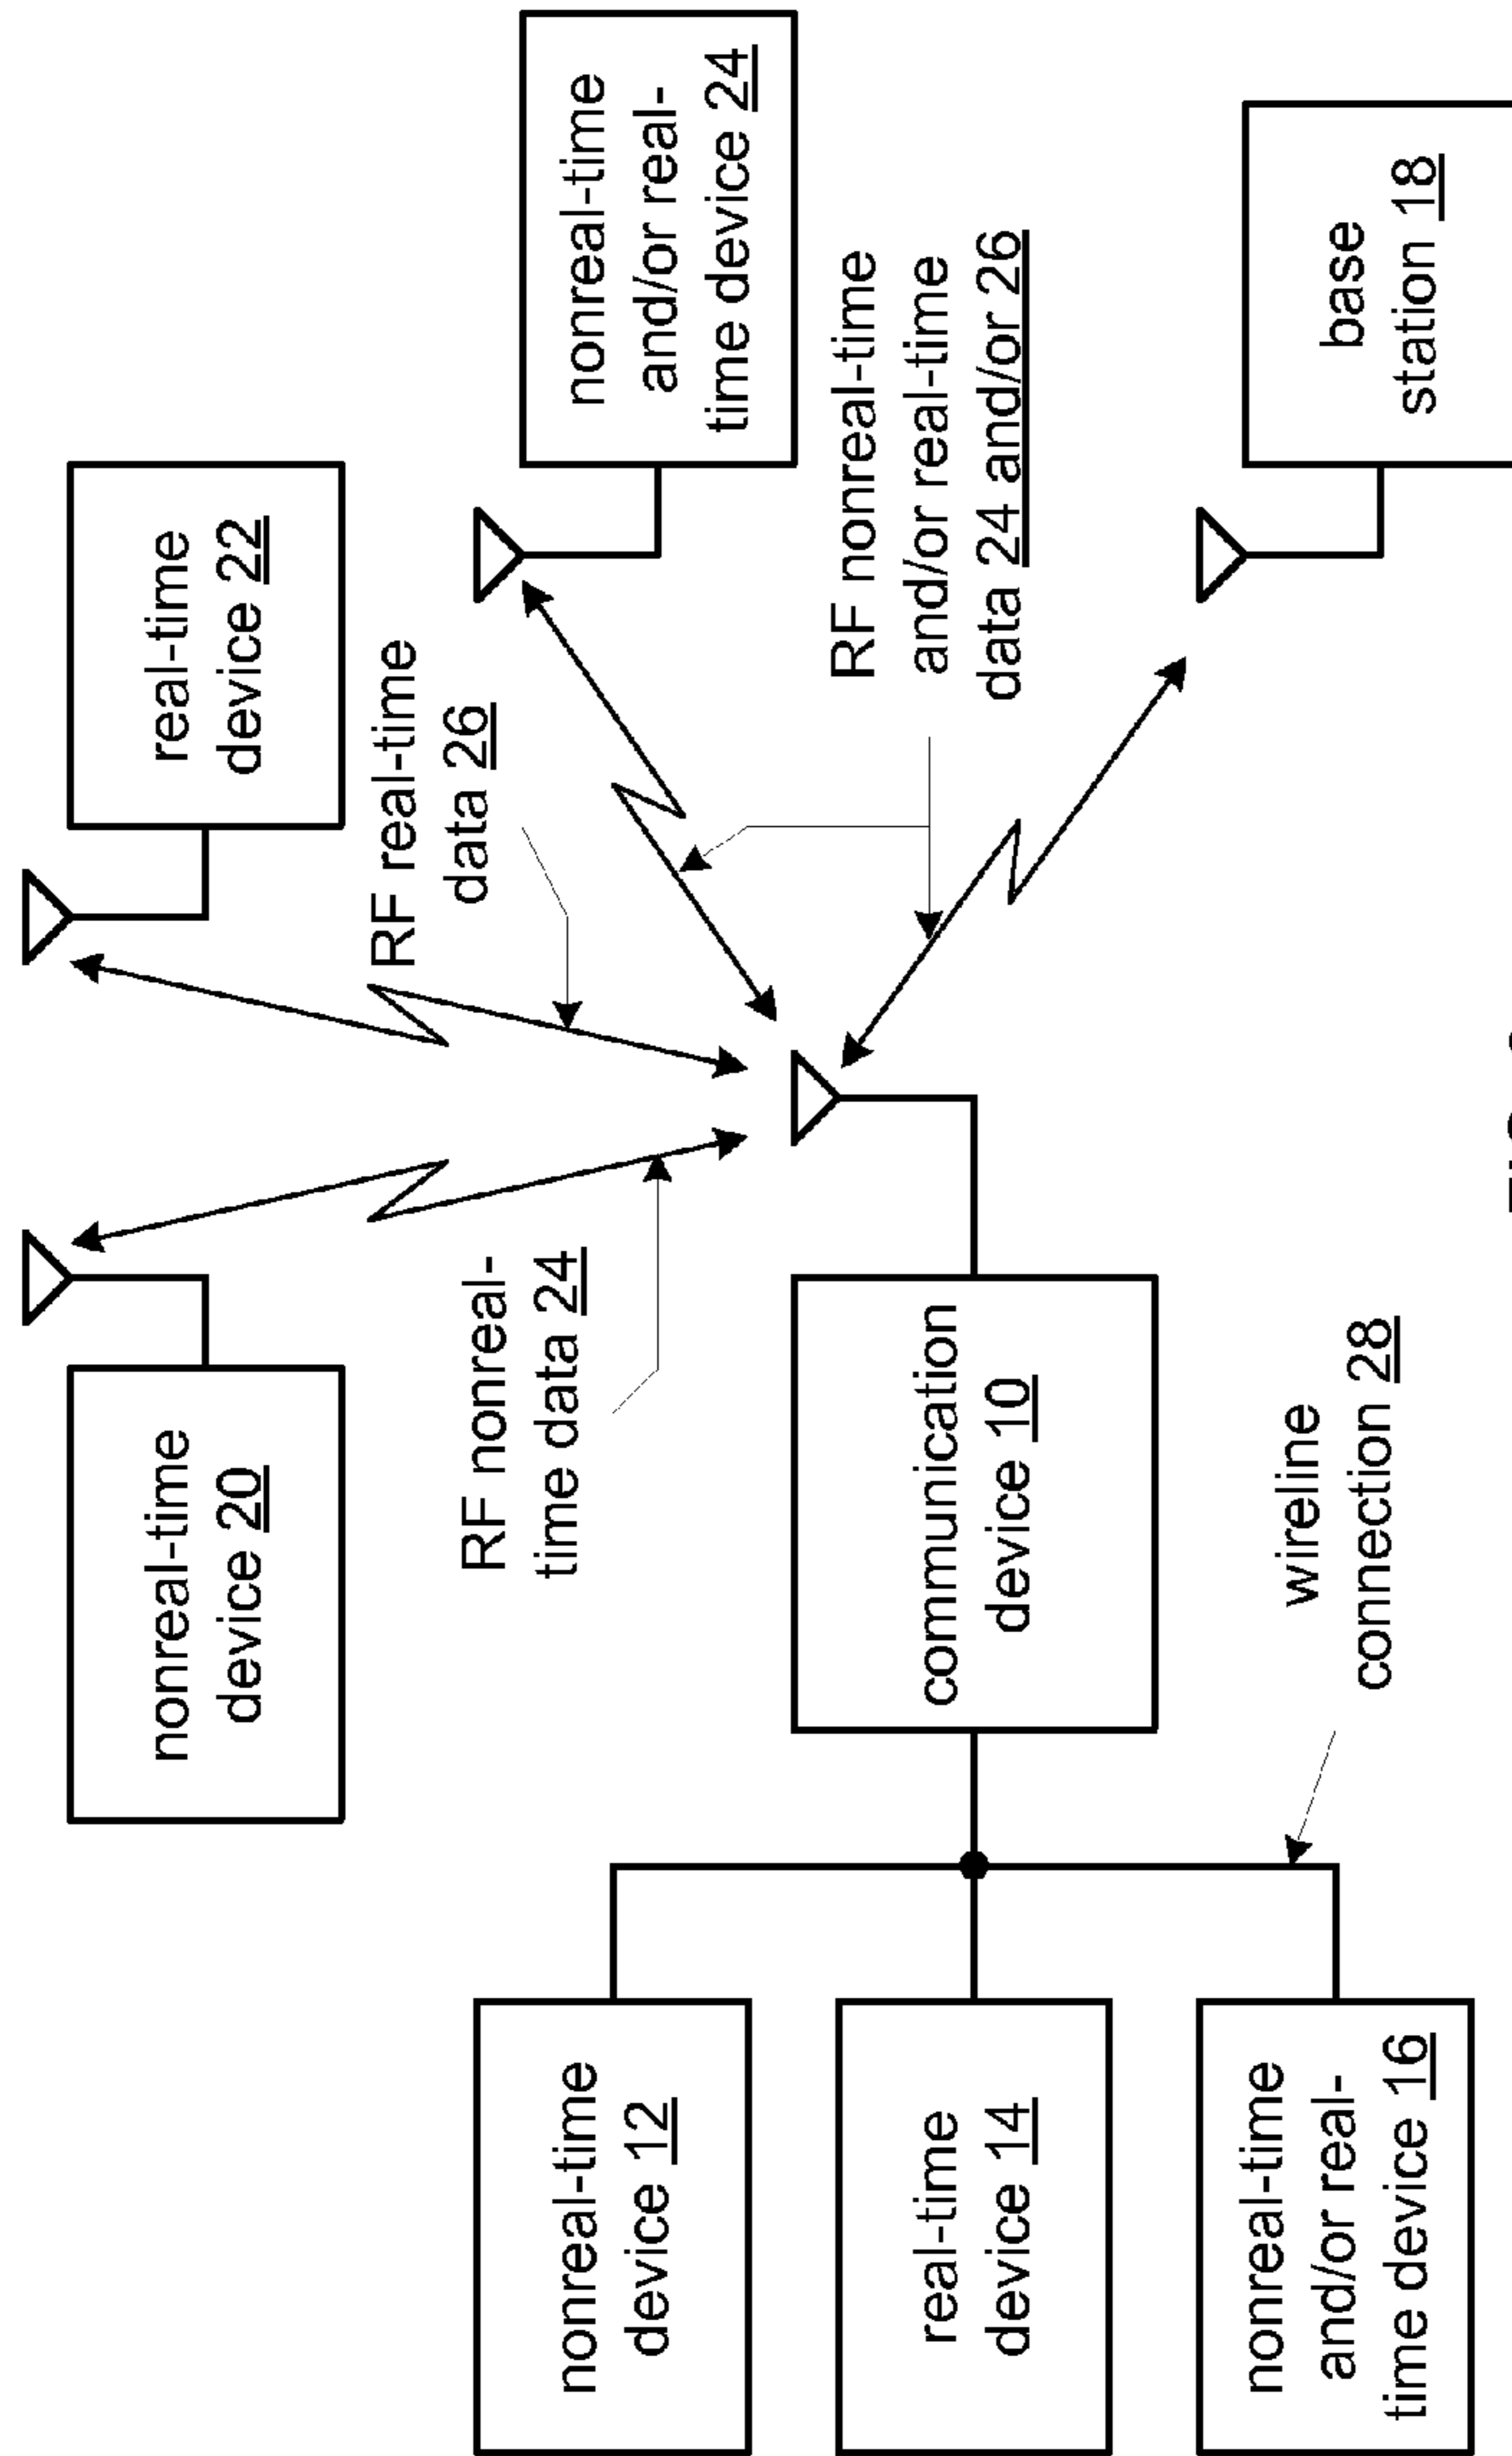 nonreal-time
device 20
real-time
device 22
RF real-time
data 26
RF nonreal-
time data 24
nonreal-time
and/or real-
time device 24
RF nonreal-time
and/or real-time
data 24 and/or 26
nonreal-time
device 12
communication
device 10
real-time
device 14
wireline
connection 28
nonreal-time
and/or real-
time device 16
base
station 18